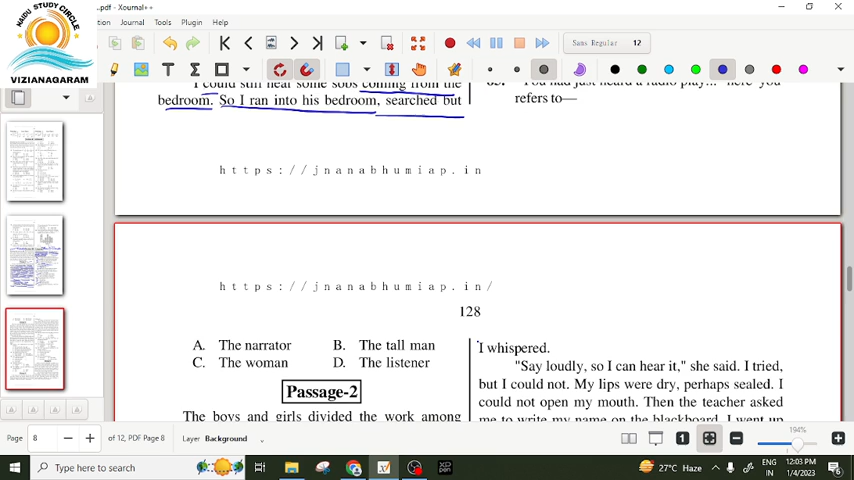 NAIDU STUDY CIRCLE
VIZIANAGARAM
..pdf - Xournal++
tion Journal Tools Plugin Help
Sans Regular 12
I could still hear some sobs coming from the
bedroom. So I ran into his bedroom, searched but
"You had just heard a radio play..." here 'you'
refers to—
https://jnanabhumiap.in
https://jnanabhumiap.in/
128
A. The narrator B. The tall man
C. The woman D. The listener
Passage-2
The boys and girls divided the work among
I whispered.
"Say loudly, so I can hear it," she said. I tried,
but I could not. My lips were dry, perhaps sealed. I
could not open my mouth. Then the teacher asked
me to write my name on the blackboard. I went up
194%
Page 8 of 12, PDF Page 8 Layer Background
Type here to search
27°C Haze
ENG
IN
12:03 PM
1/4/2023
6